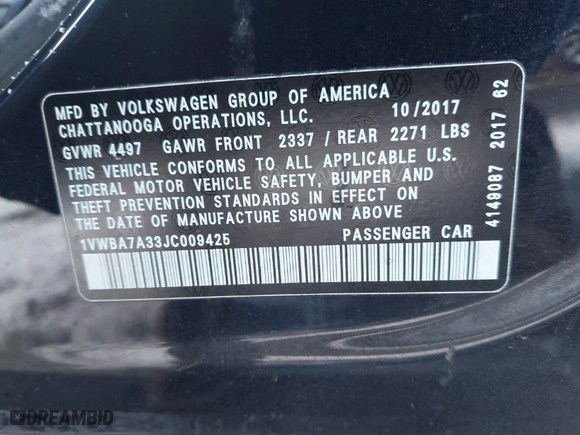 MFD BY VOLKSWAGEN GROUP OF AMERICA
CHATTANOOGA OPERATIONS, LLC. 10/2017
GVWR 4497 GAWR FRONT 2337 / REAR 2271 LBS
THIS VEHICLE CONFORMS TO ALL APPLICABLE U.S.
FEDERAL MOTOR VEHICLE SAFETY, BUMPER AND
THEFT PREVENTION STANDARDS IN EFFECT ON
THE DATE OF MANUFACTURE SHOWN ABOVE
1VWBA7A33JC009425 PASSENGER CAR
4149087 2017 62
DREAMBID